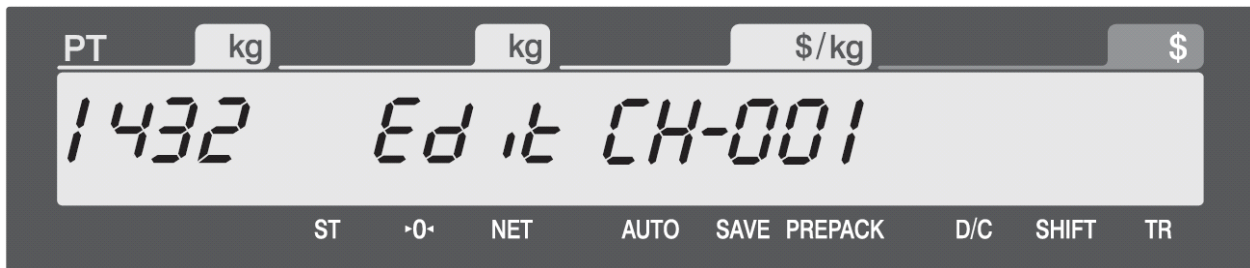 PT kg kg $/kg $
1432 Edit CH-001
ST ▸0◂ NET AUTO SAVE PREPACK D/C SHIFT TR